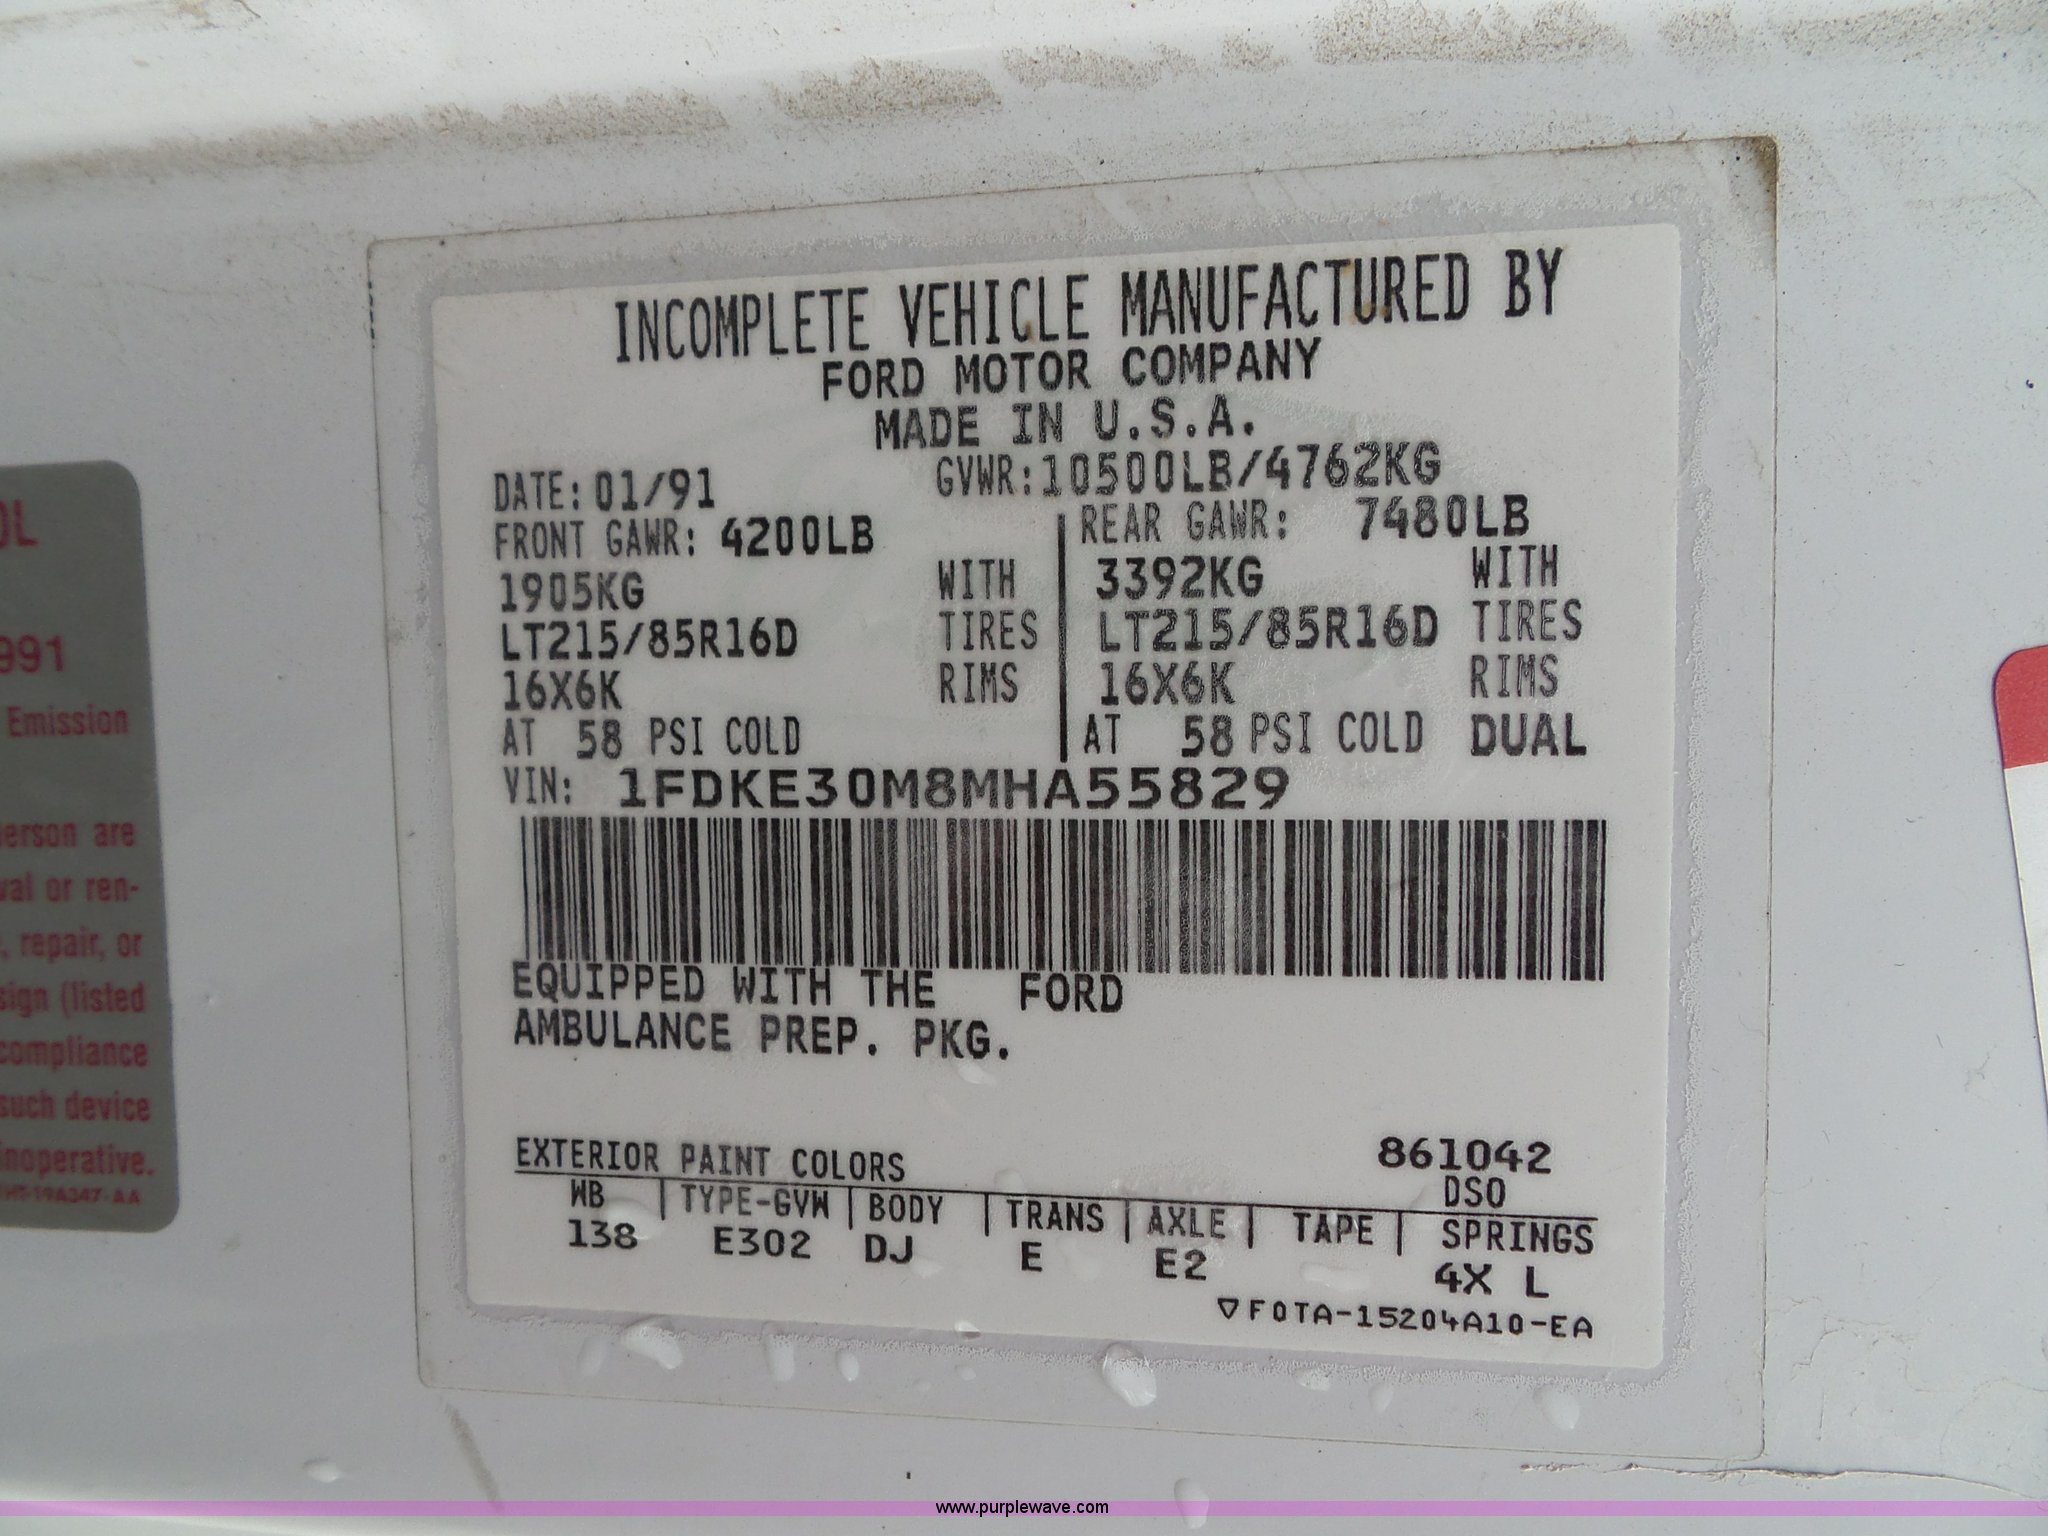 INCOMPLETE VEHICLE MANUFACTURED BY
FORD MOTOR COMPANY
MADE IN U.S.A.
DATE: 01/91 GVWR: 10500LB/4762KG
FRONT GAWR: 4200LB REAR GAWR: 7480LB
1905KG WITH 3392KG WITH
LT215/85R16D TIRES LT215/85R16D TIRES
16X6K RIMS 16X6K RIMS
AT 58 PSI COLD AT 58 PSI COLD DUAL
VIN: 1FDKE30M8MHA55829
EQUIPPED WITH THE FORD
AMBULANCE PREP. PKG.
EXTERIOR PAINT COLORS 861042
DSO
WB | TYPE-GVW | BODY | TRANS | AXLE | TAPE | SPRINGS
138 E302 DJ E E2 4X L
▽F0TA-15204A10-EA
OL
991
Emission
person are
val or ren-
, repair, or
sign (listed
compliance
such device
inoperative.
-19A347-AA
www.purplewave.com